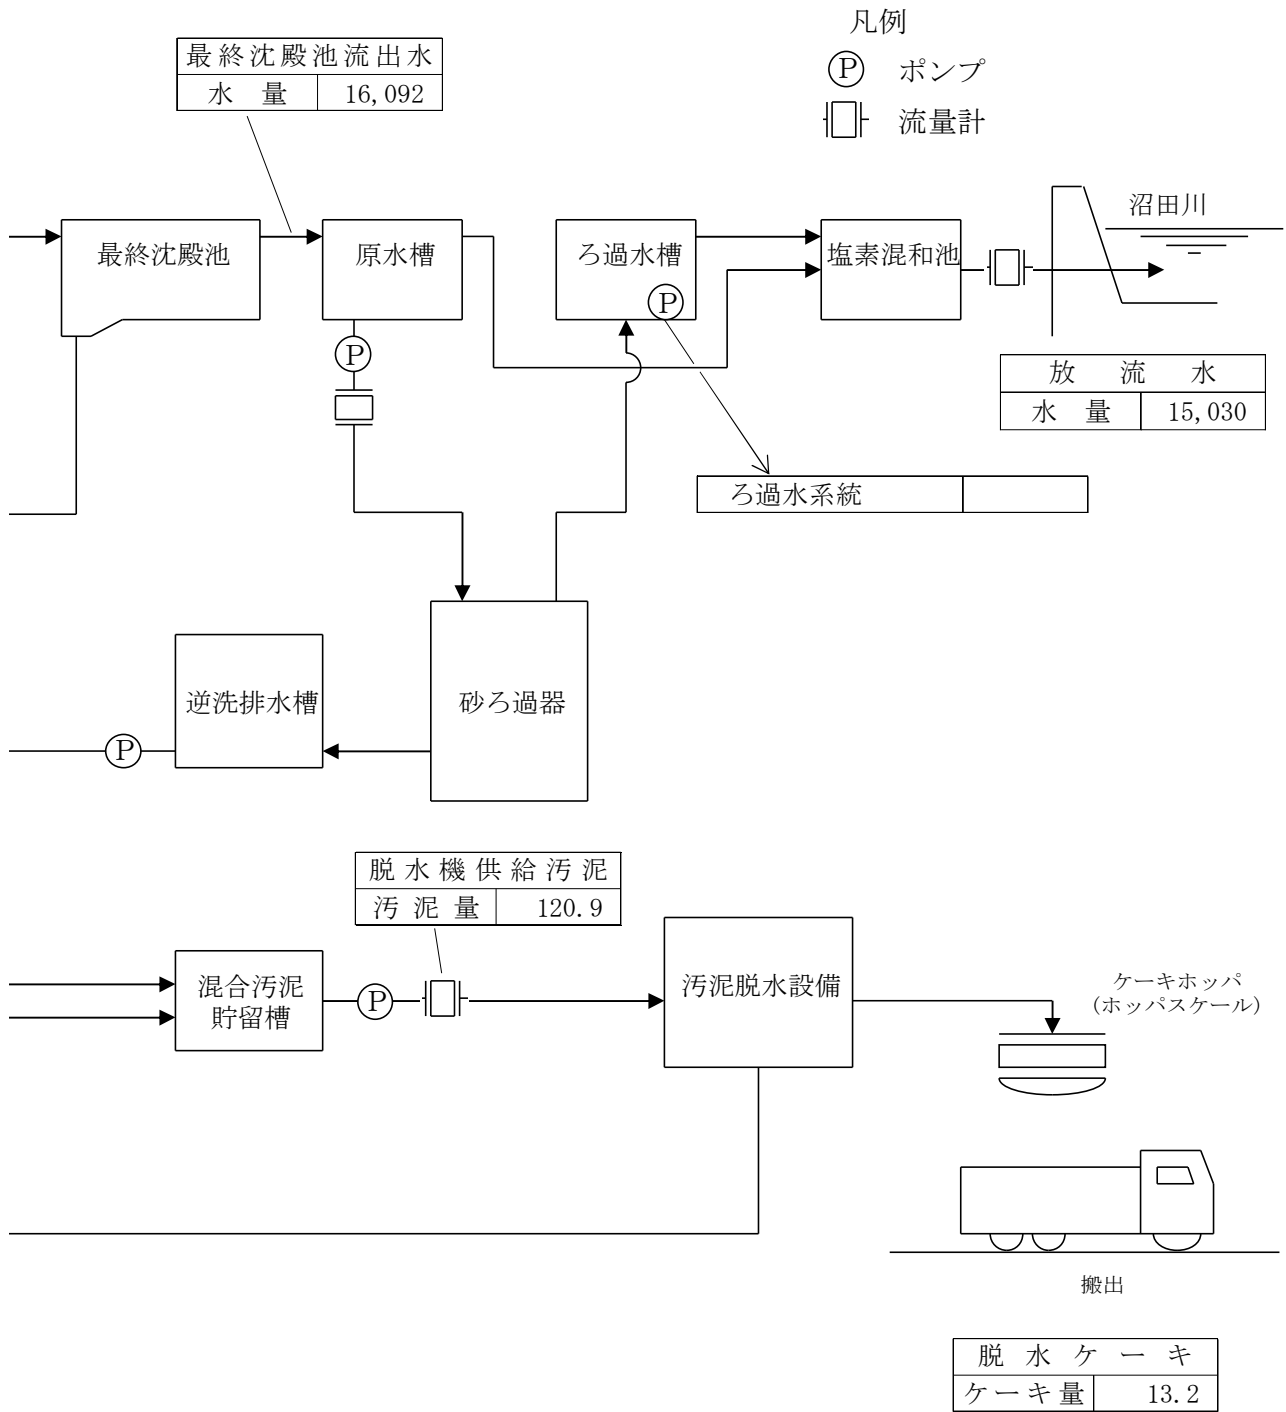 凡例
Ⓟ ポンプ
流量計
最終沈殿池流出水
水 量 16,092
沼田川
最終沈殿池
原水槽
ろ過水槽
塩素混和池
Ⓟ
Ⓟ
放 流 水
水 量 15,030
ろ過水系統
逆洗排水槽
砂ろ過器
Ⓟ
脱水機供給汚泥
汚泥量 120.9
混合汚泥
貯留槽
Ⓟ
汚泥脱水設備
ケーキホッパ
(ホッパスケール)
搬出
脱水ケーキ
ケーキ量 13.2